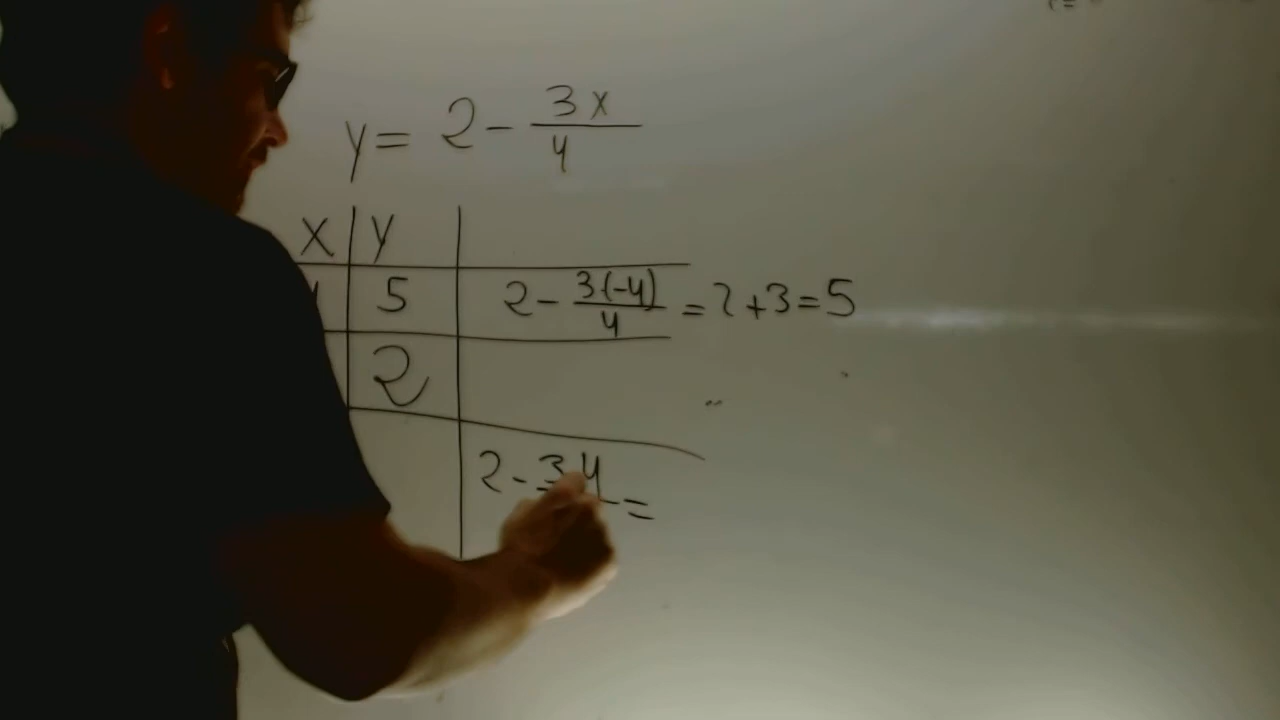 y = 2 - 3x/4
x y
5 2 - 3(-4)/4 = 2 + 3 = 5
2
2 - 3 4 =